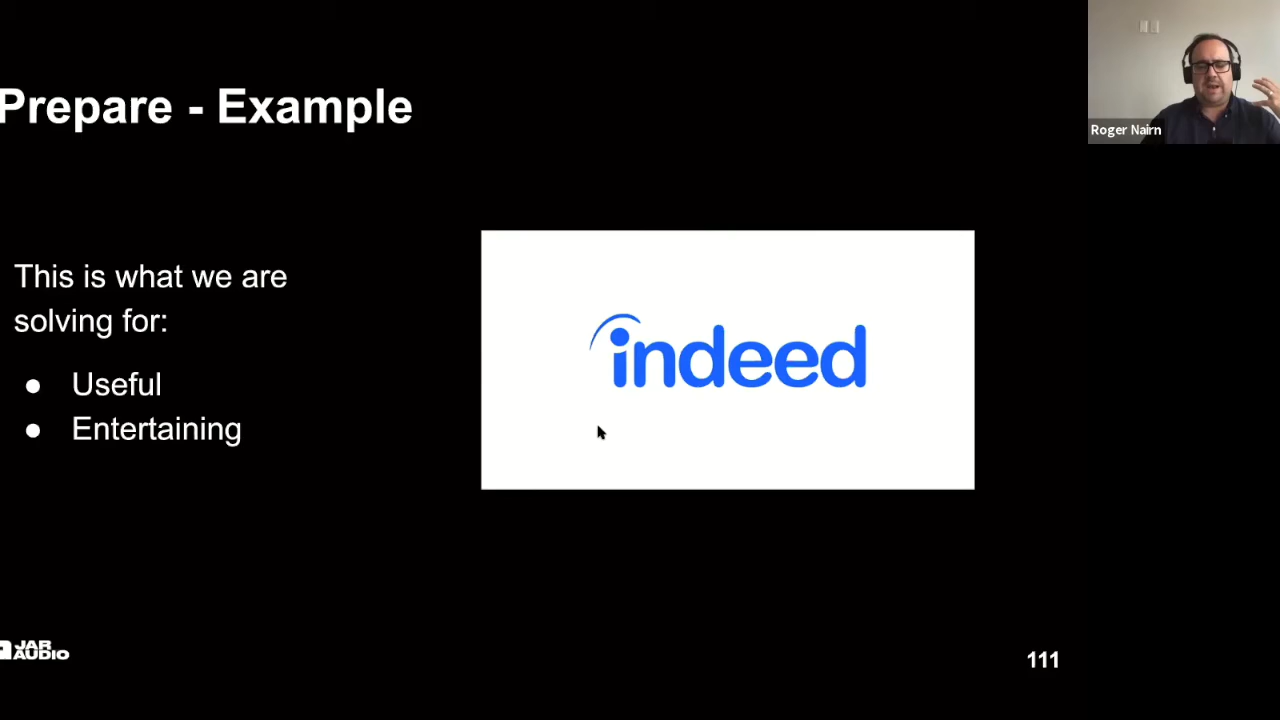 Prepare - Example
Roger Nairn
This is what we are
solving for:
● Useful
● Entertaining
indeed
JAR
AUDIO
111